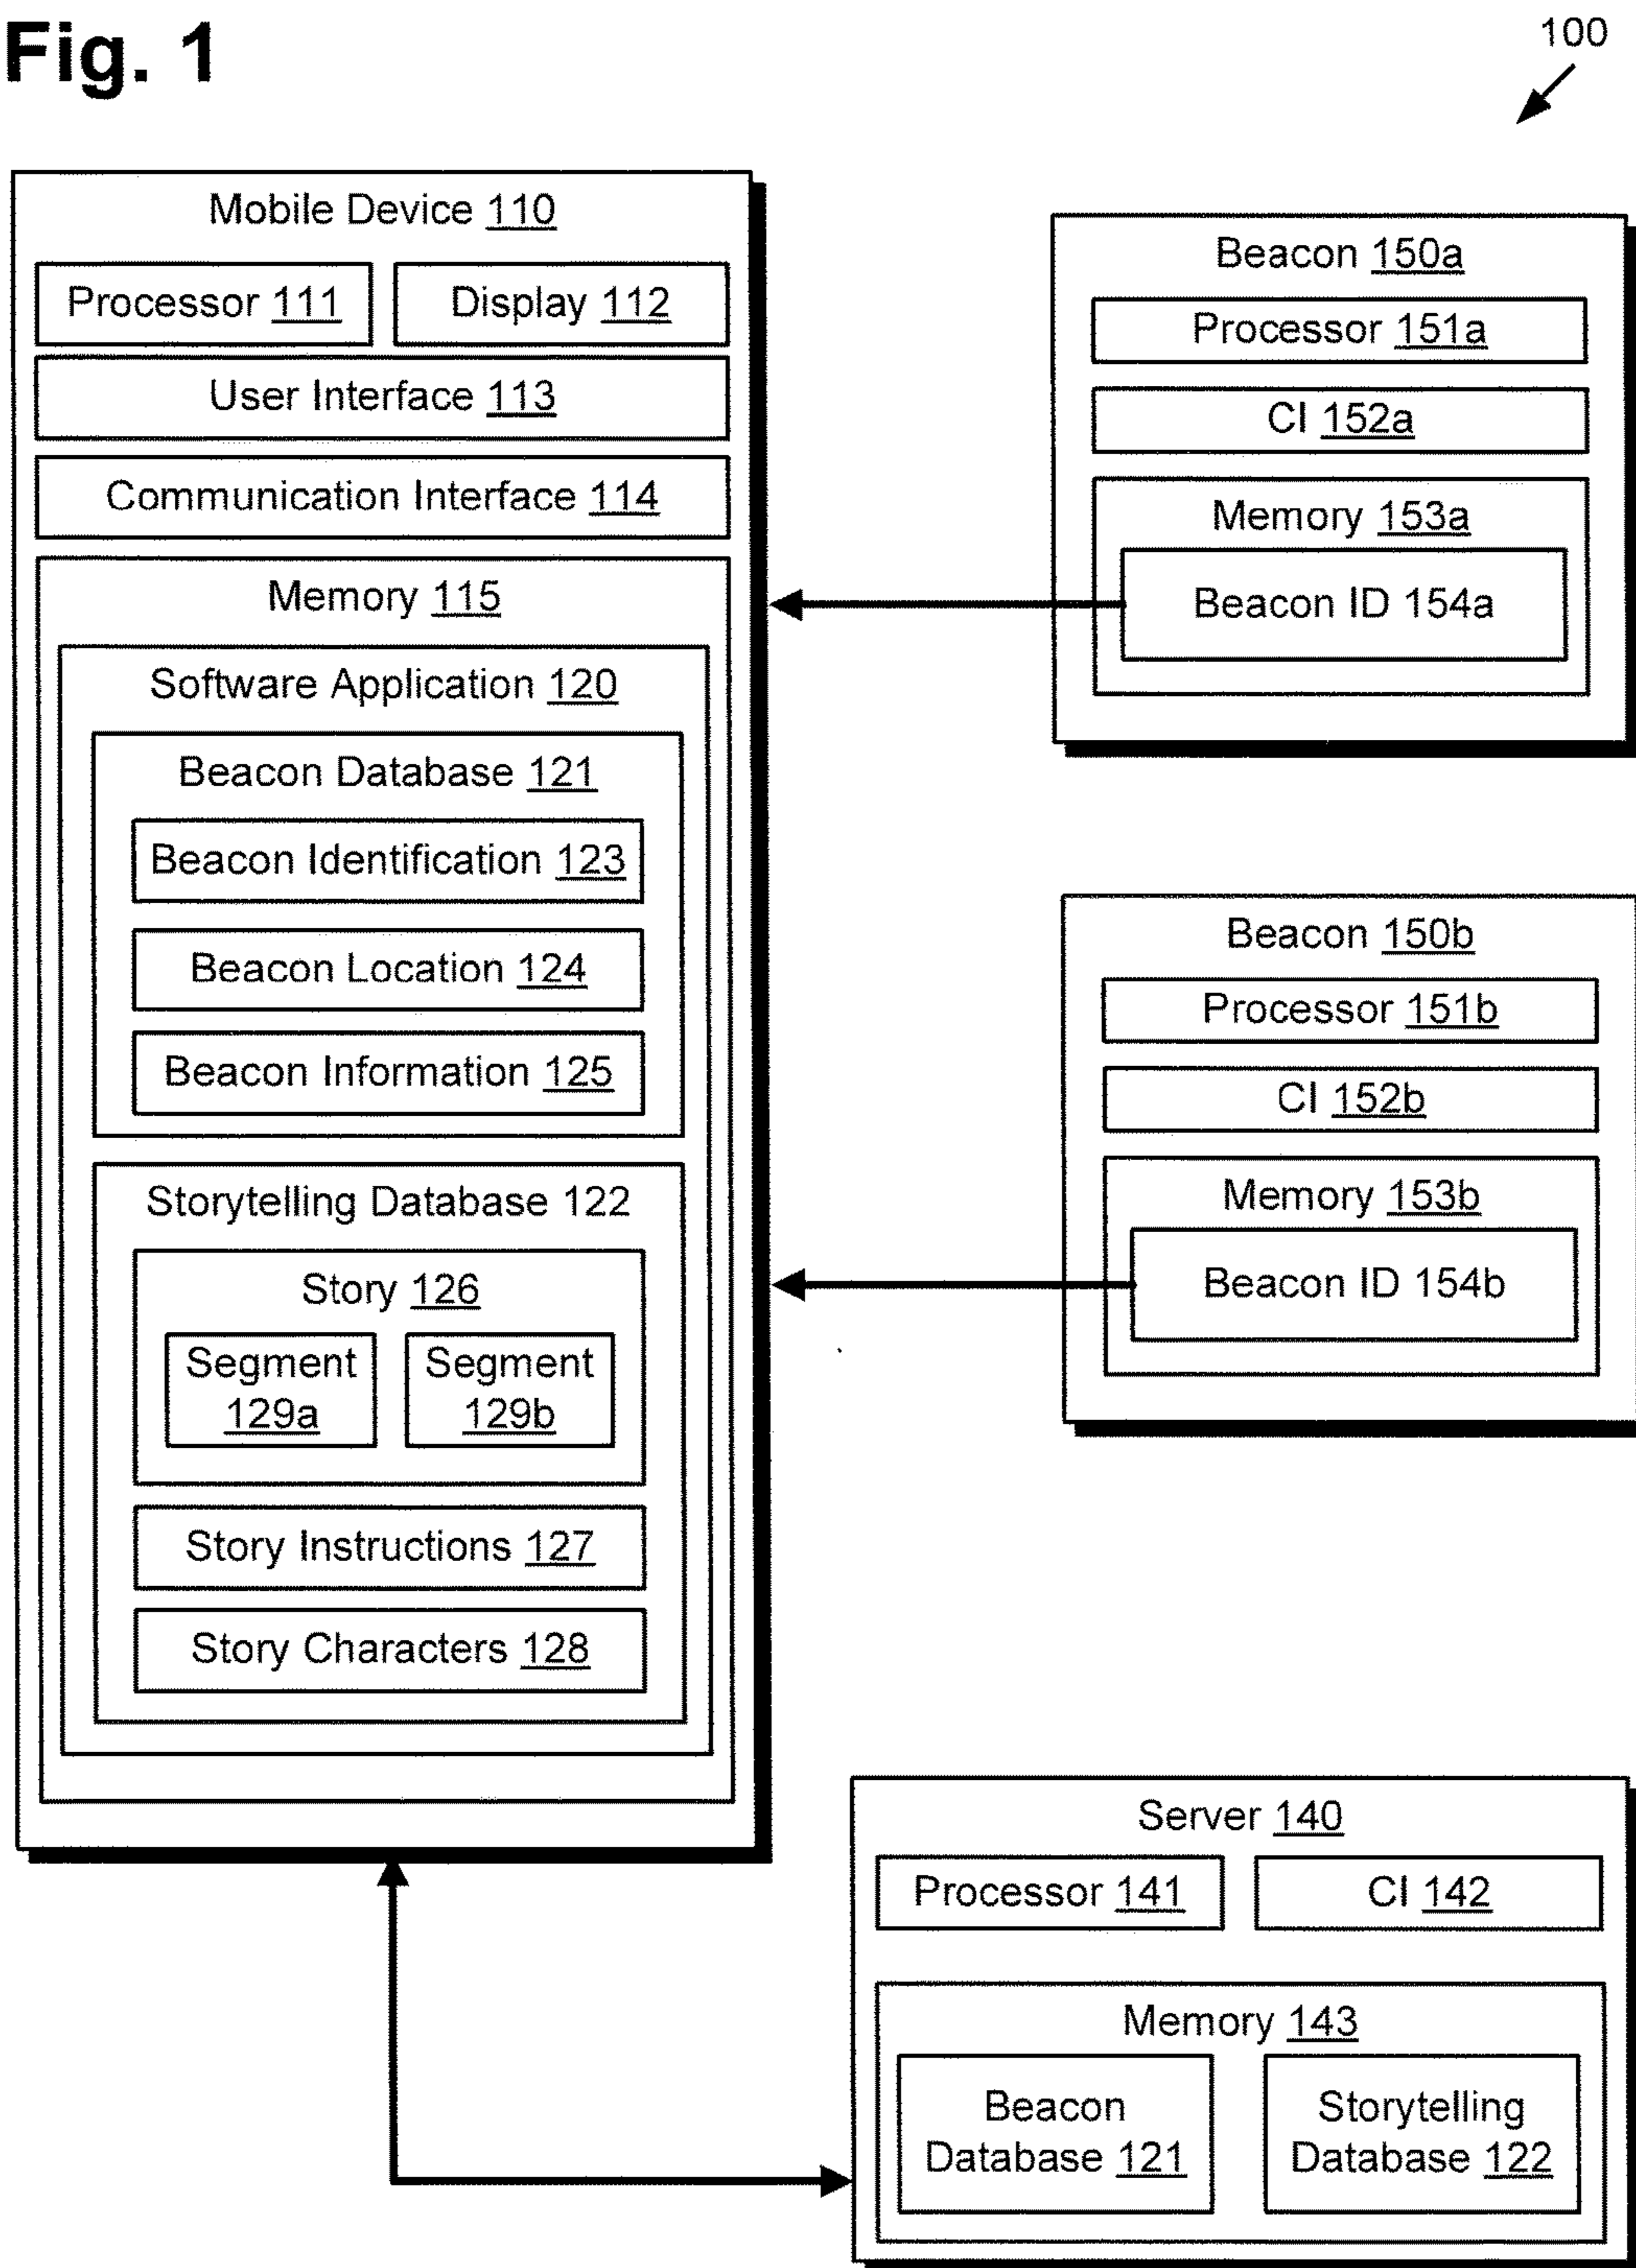 Fig. 1
100
Mobile Device 110
Processor 111
Display 112
User Interface 113
Communication Interface 114
Memory 115
Software Application 120
Beacon Database 121
Beacon Identification 123
Beacon Location 124
Beacon Information 125
Storytelling Database 122
Story 126
Segment
129a
Segment
129b
Story Instructions 127
Story Characters 128
Beacon 150a
Processor 151a
CI 152a
Memory 153a
Beacon ID 154a
Beacon 150b
Processor 151b
CI 152b
Memory 153b
Beacon ID 154b
Server 140
Processor 141
CI 142
Memory 143
Beacon
Database 121
Storytelling
Database 122